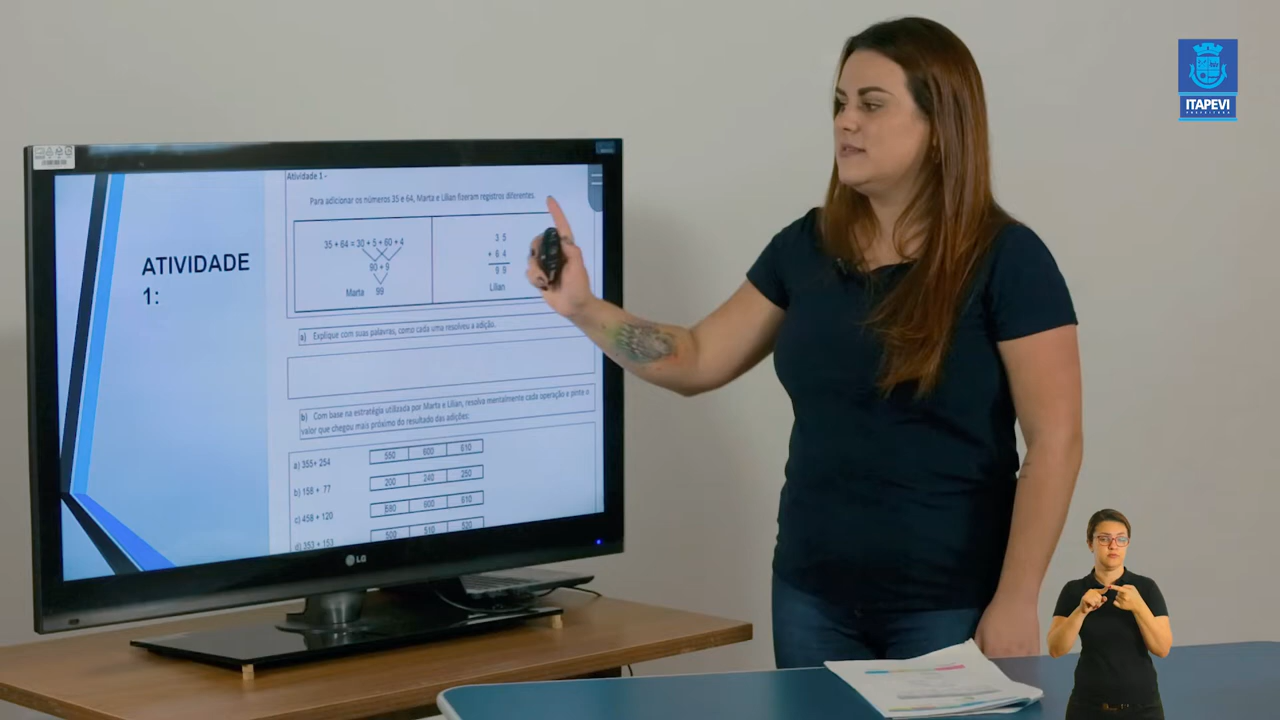 ITAPEVI
PREFEITURA
ATIVIDADE
1:
Atividade 1 -
Para adicionar os números 35 e 64, Marta e Lilian fizeram registros diferentes.
35 + 64 = 30 + 5 + 60 + 4
90 + 9
Marta 99
3 5
+ 6 4
9 9
Lilian
a) Explique com suas palavras, como cada uma resolveu a adição.
b) Com base na estratégia utilizada por Marta e Lilian, resolva mentalmente cada operação e pinte o
valor que chegou mais próximo do resultado das adições:
a) 355+ 254 550 600 610
b) 158 + 77 200 240 250
c) 458 + 120 580 600 610
d) 353 + 153 500 510 520
LG